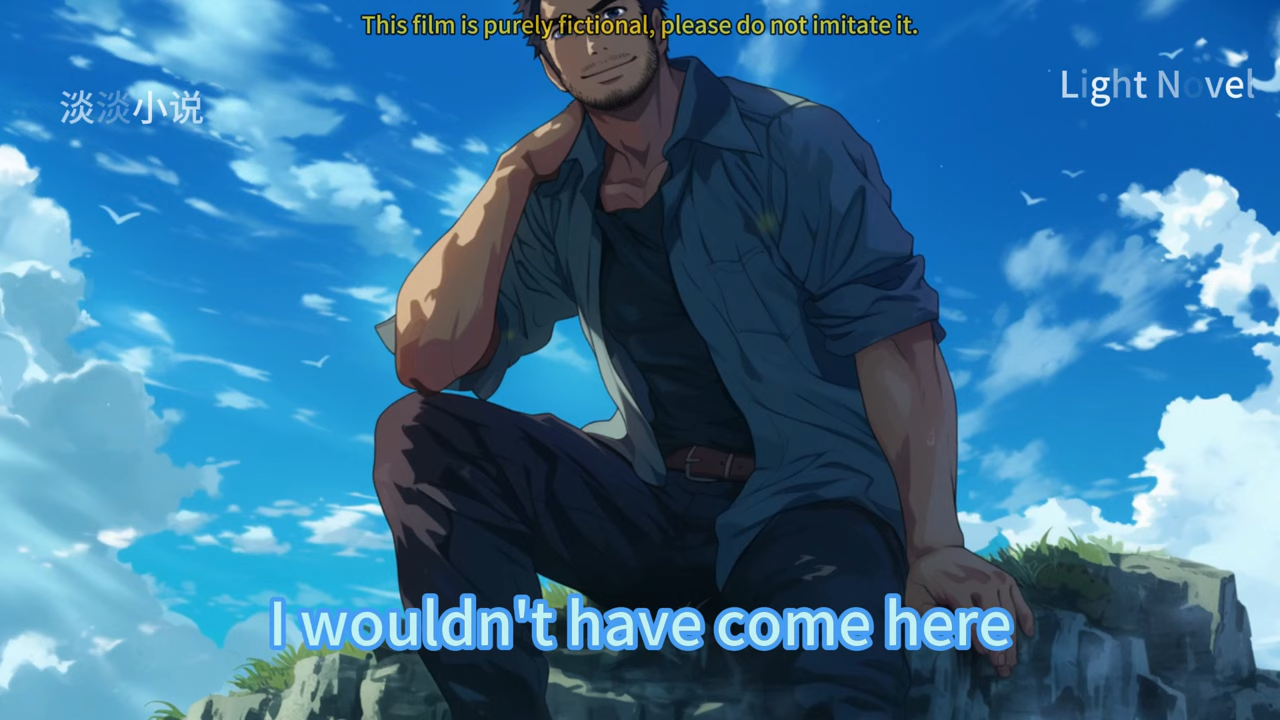 This film is purely fictional, please do not imitate it.
淡淡小说
Light Novel
I wouldn't have come here